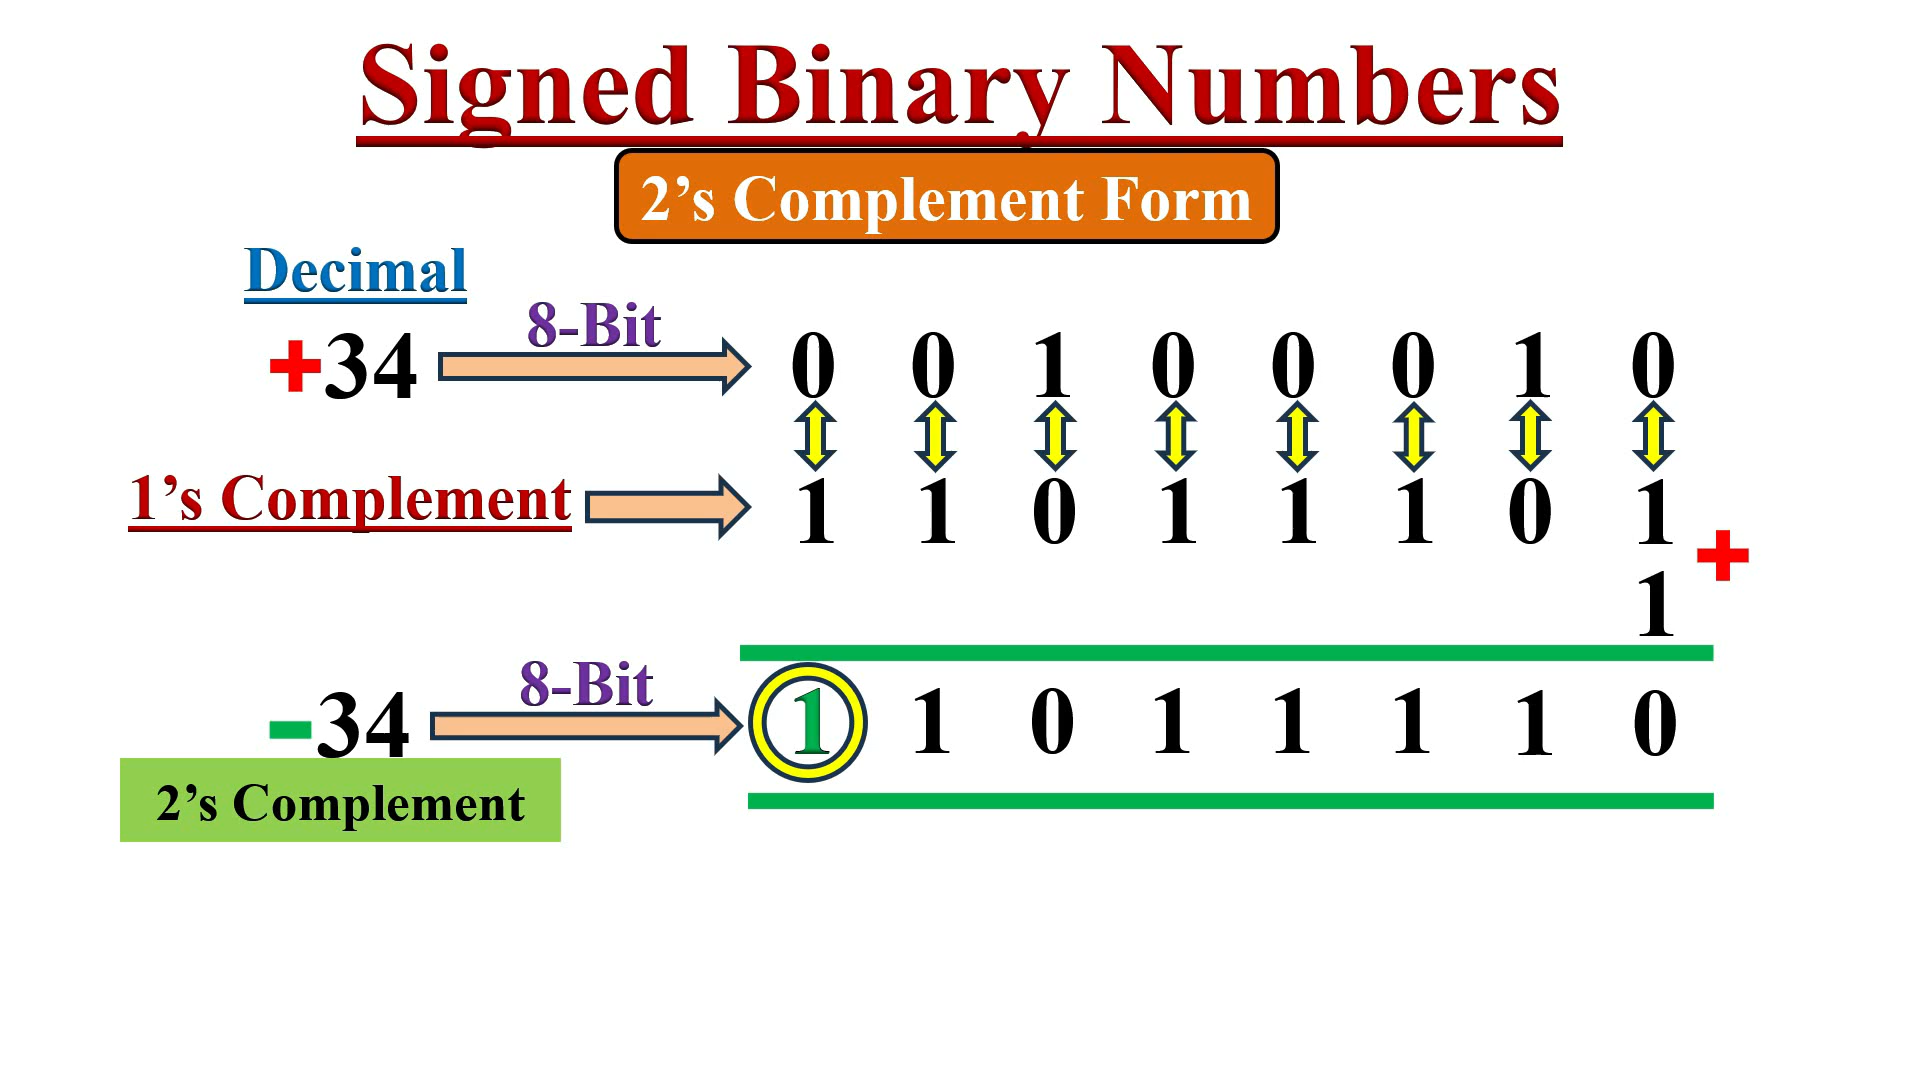 Signed Binary Numbers
2’s Complement Form
Decimal
8-Bit
+34 0 0 1 0 0 0 1 0
1’s Complement 1 1 0 1 1 1 0 1
+
1
8-Bit
-34 1 1 0 1 1 1 1 0
2’s Complement